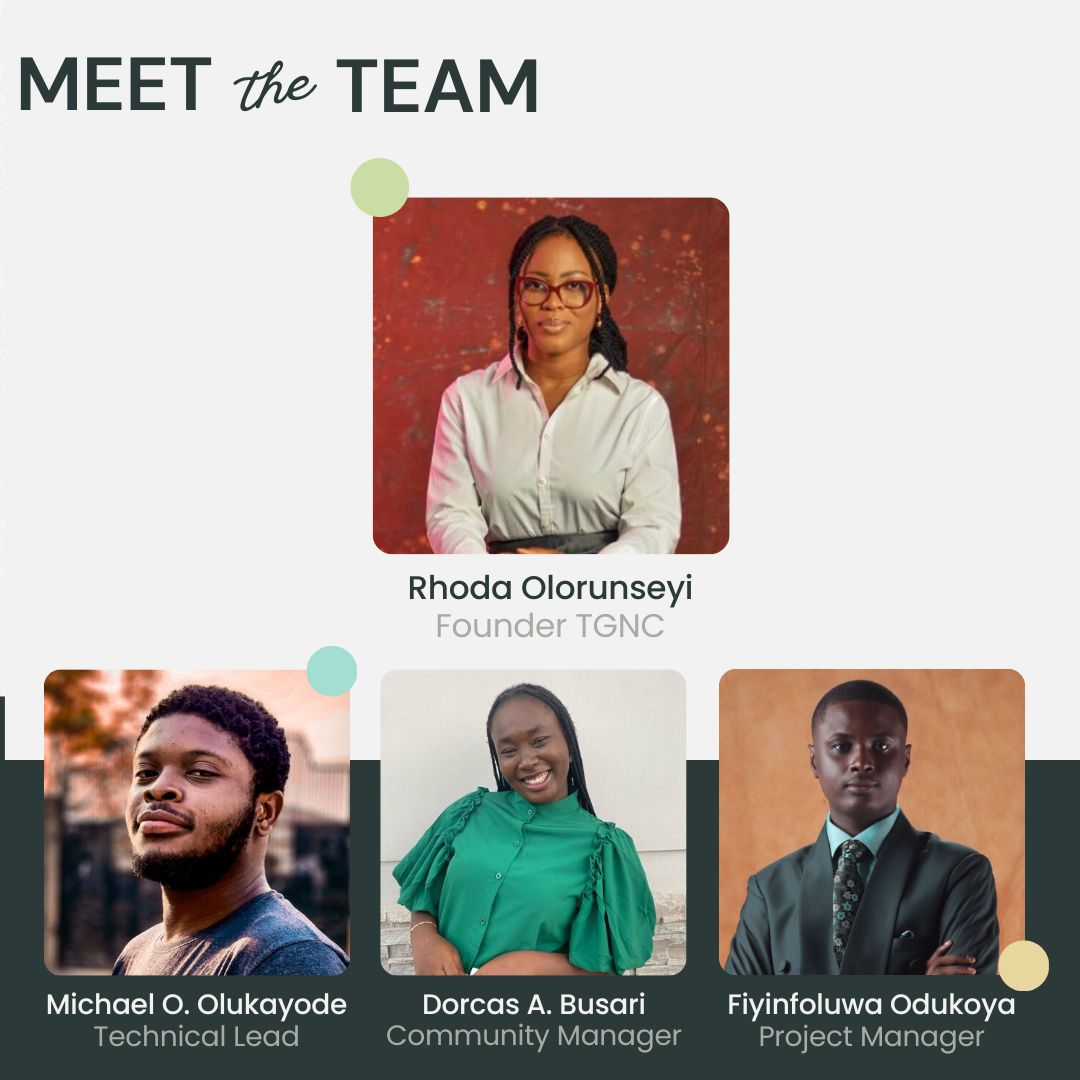 MEET the TEAM
Rhoda Olorunseyi
Founder TGNC
Michael O. Olukayode
Technical Lead
Dorcas A. Busari
Community Manager
Fiyinfoluwa Odukoya
Project Manager